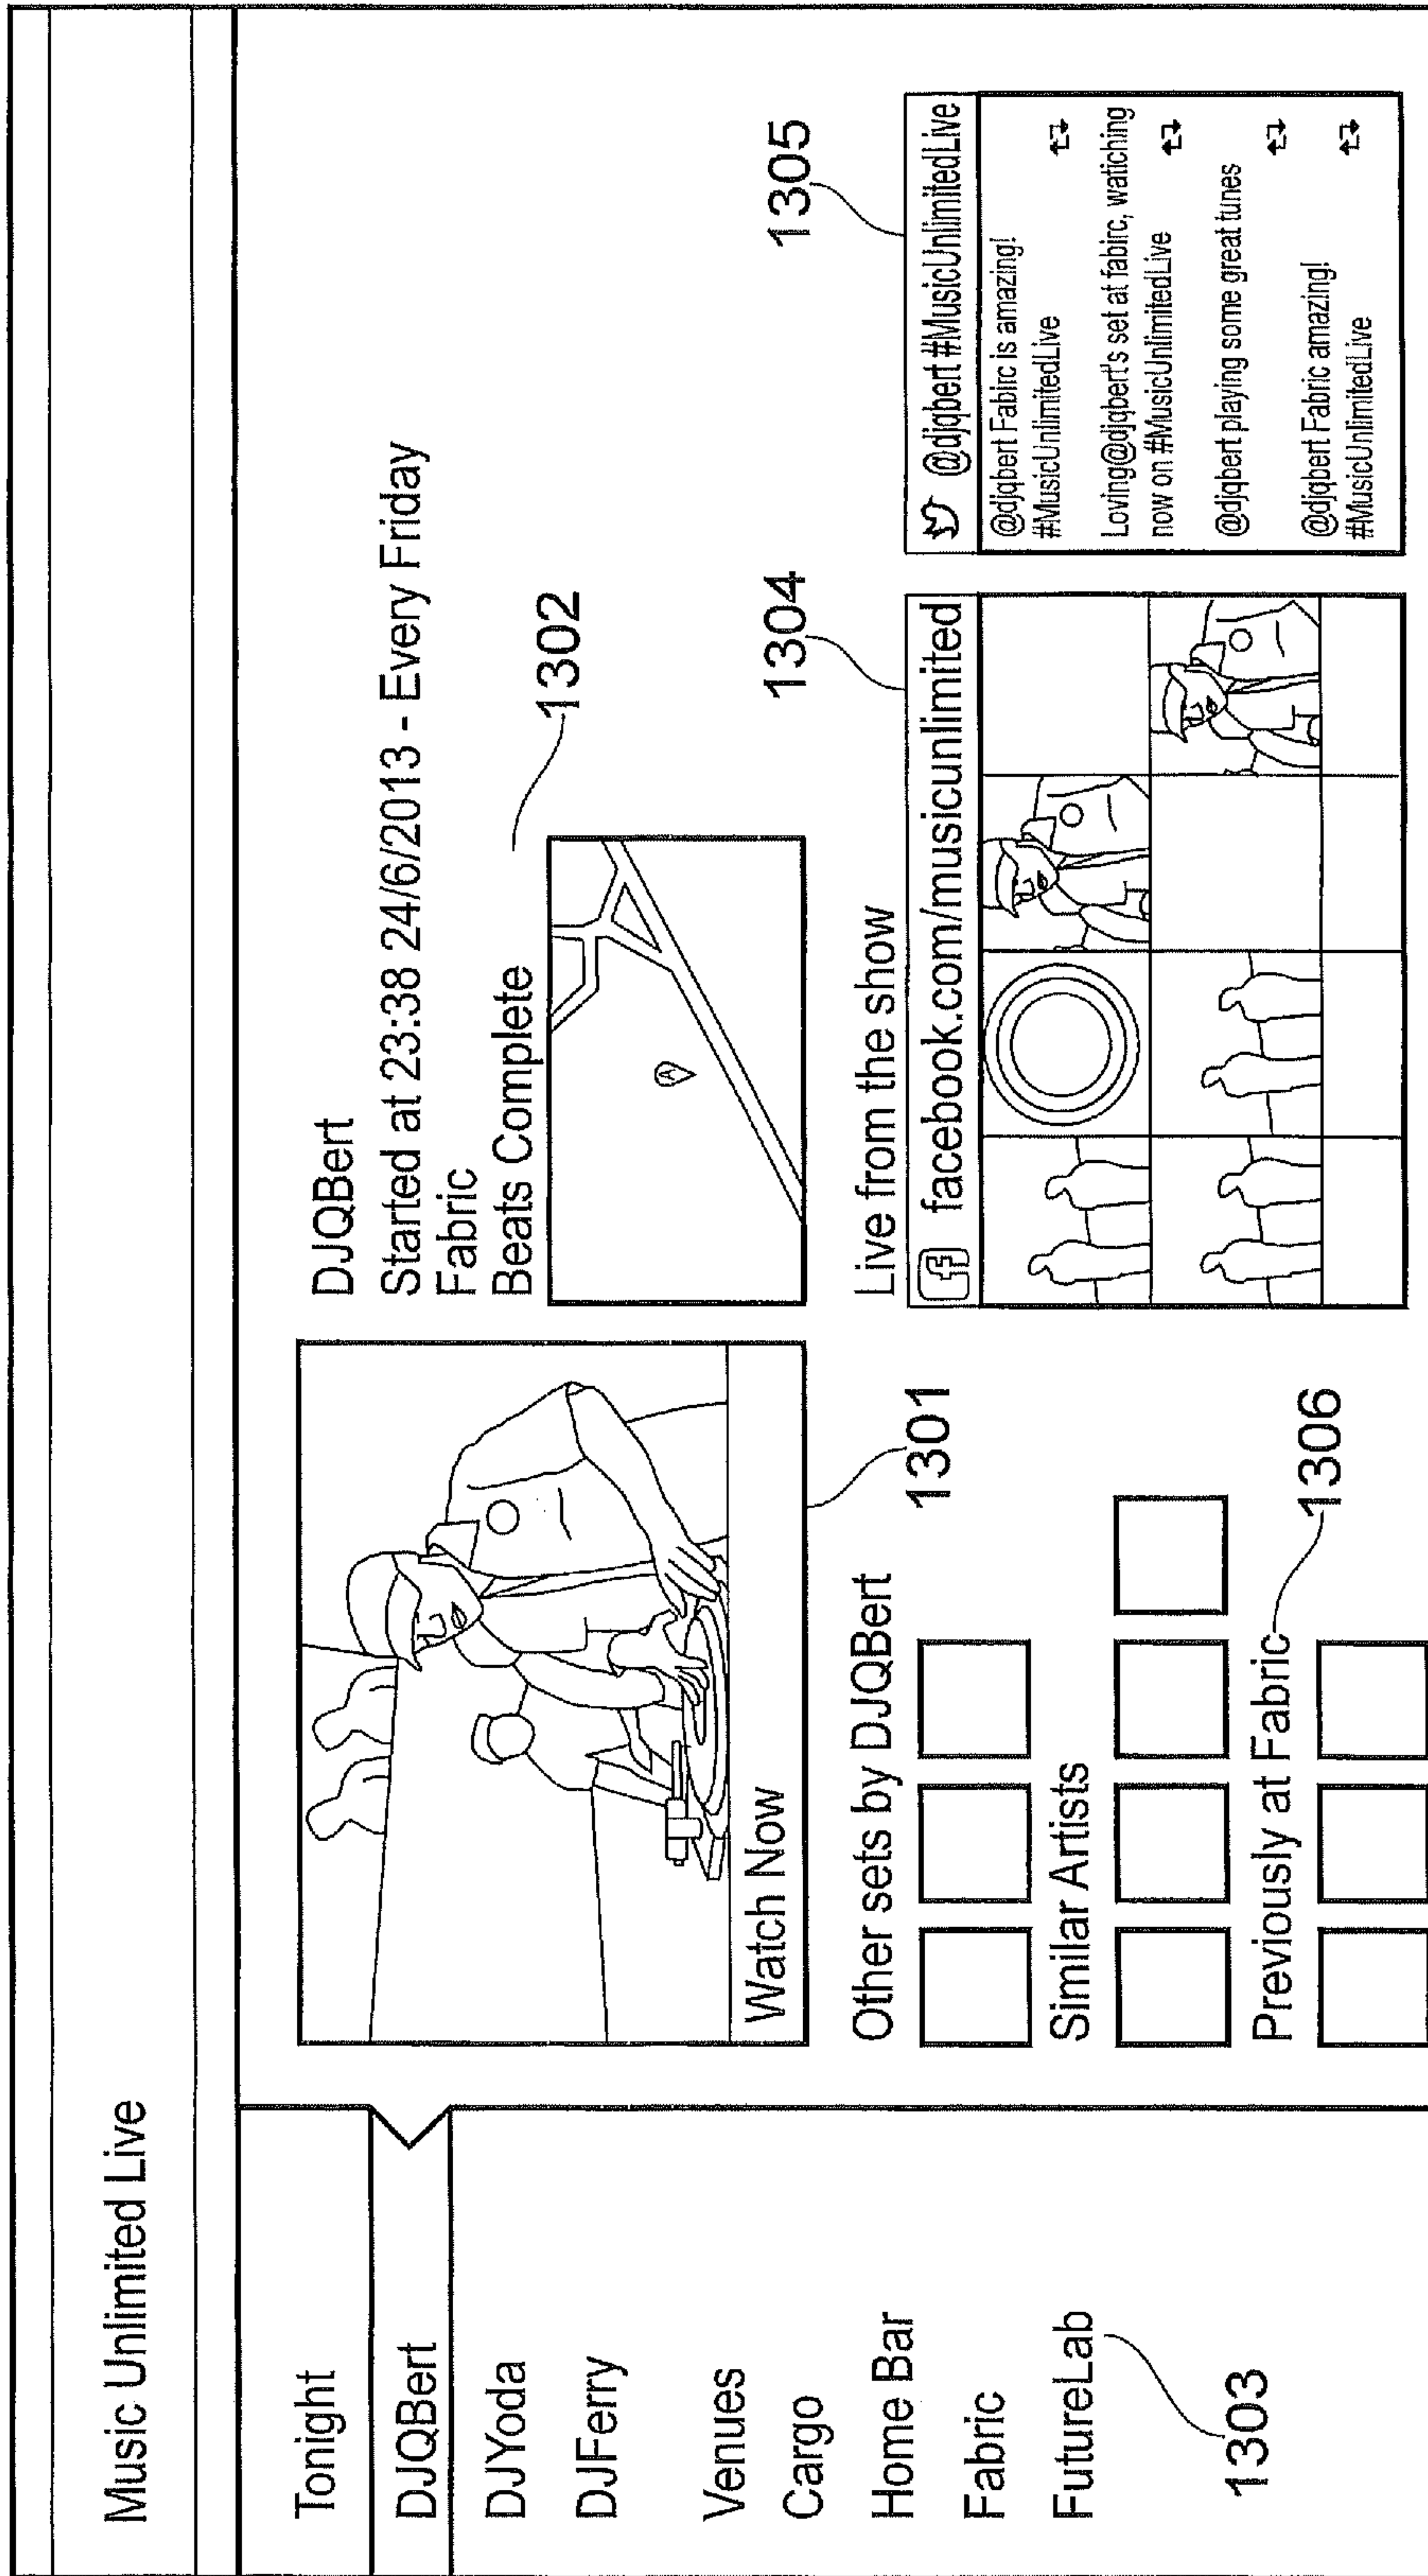 Music Unlimited Live
Tonight
DJQBert
DJYoda
DJFerry
Venues
Cargo
Home Bar
Fabric
FutureLab
1303
Watch Now
1301
Other sets by DJQBert
Similar Artists
Previously at Fabric
1306
DJQBert
Started at 23:38 24/6/2013 - Every Friday
Fabric
Beats Complete
1302
A
Live from the show
f facebook.com/musicunlimited
1304
@djqbert #MusicUnlimitedLive
@djqbert Fabirc is amazing!
#MusicUnlimitedLive
Loving@djqbert's set at fabirc, watiching
now on #MusicUnlimitedLive
@djqbert playing some great tunes
@djqbert Fabric amazing!
#MusicUnlimitedLive
1305